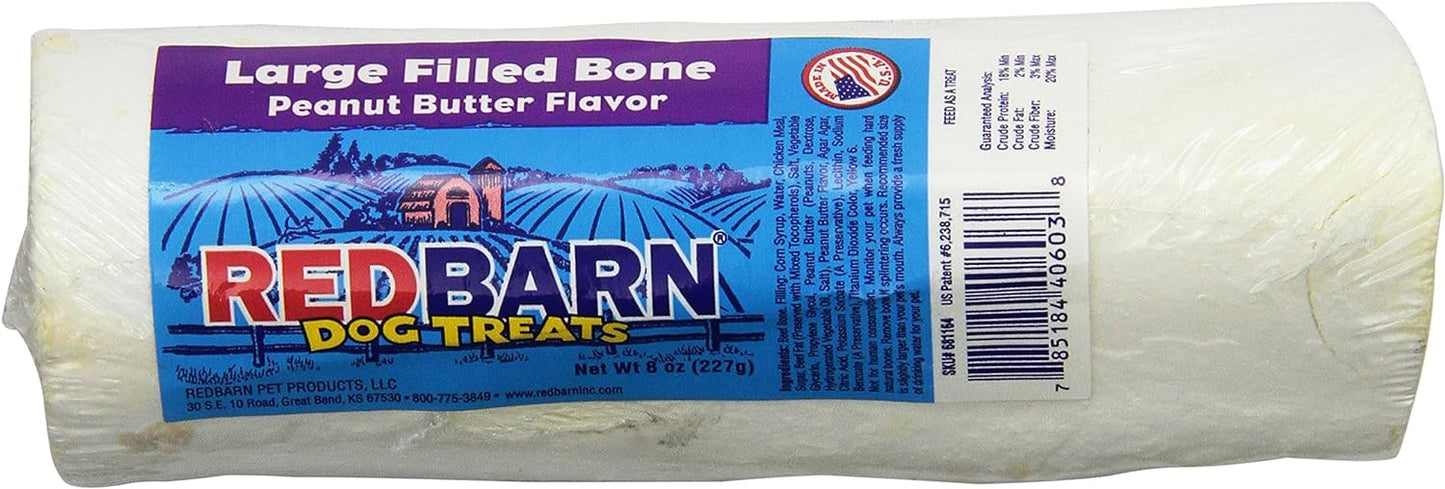 Large Filled Bone
Peanut Butter Flavor
MADE IN U.S.A.
REDBARN®
DOG TREATS
Net Wt 8 oz (227g)
REDBARN PET PRODUCTS, LLC
30 S.E. 10 Road, Great Bend, KS 67530 • 800-775-3849 • www.redbarninc.com
Ingredients: Beef Bone. Filling: Corn Syrup, Water, Chicken Meal,
Sugar, Beef Fat (Preserved with Mixed Tocopherols), Salt, Vegetable
Glycerin, Propylene Glycol, Peanut Butter (Peanuts, Dextrose,
Hydrogenated Vegetable Oil, Salt), Peanut Butter Flavor, Agar Agar,
Citric Acid, Potassium Sorbate (A Preservative), Lecithin, Sodium
Benzoate (A Preservative), Titanium Dioxide Color, Yellow 6.
Not for human consumption. Monitor your pet when feeding hard
natural bones. Remove bone if splintering occurs. Recommended size
is slightly larger than your pet's mouth. Always provide a fresh supply
of drinking water for your pet.
FEED AS A TREAT
US Patent #6,238,715
SKU# 681164
Guaranteed Analysis:
Crude Protein: 18% Min
Crude Fat: 2% Min
Crude Fiber: 3% Max
Moisture: 20% Max
7 85184 40603 8